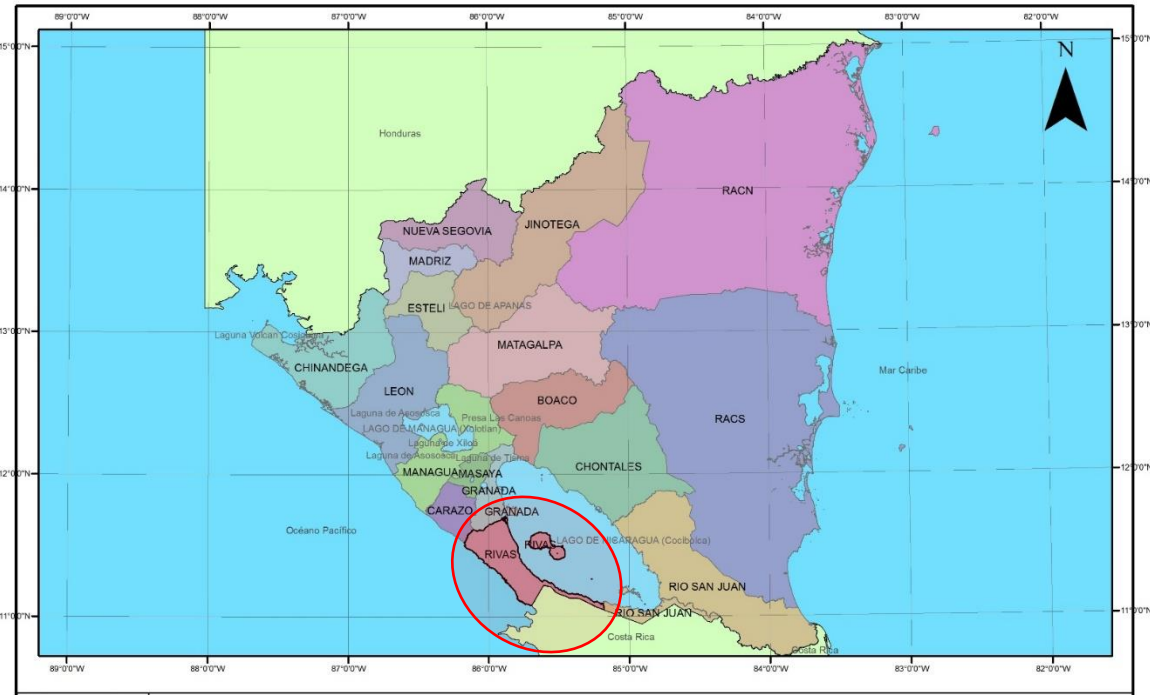 89°0'0"W 88°0'0"W 87°0'0"W 86°0'0"W 85°0'0"W 84°0'0"W 83°0'0"W 82°0'0"W
15°0'0"N
15°0'0"N
N
Honduras
14°0'0"N
14°0'0"N
RACN
JINOTEGA
NUEVA SEGOVIA
MADRIZ
ESTELI
LAGO DE APANAS
13°0'0"N
13°0'0"N
MATAGALPA
CHINANDEGA
Mar Caribe
LEON
BOACO
Laguna de Asososca
Presa Las Canoas
RACS
LAGO DE MANAGUA (Xolotlan)
Laguna de Xiloá
Laguna de Asososca
Laguna de Tisma
CHONTALES
12°0'0"N
12°0'0"N
MANAGUA
MASAYA
GRANADA
CARAZO
GRANADA
Océano Pacífico
RIVAS
RIVAS
LAGO DE NICARAGUA (Cocibolca)
RIO SAN JUAN
11°0'0"N
11°0'0"N
RIO SAN JUAN
Costa Rica
Costa Rica
89°0'0"W 88°0'0"W 87°0'0"W 86°0'0"W 85°0'0"W 84°0'0"W 83°0'0"W 82°0'0"W